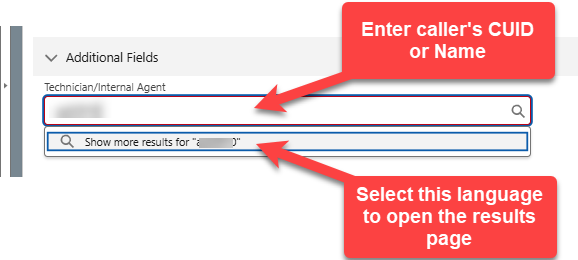 Enter caller's CUID
or Name
Additional Fields
Technician/Internal Agent
Show more results for "a 0"
Select this language
to open the results
page